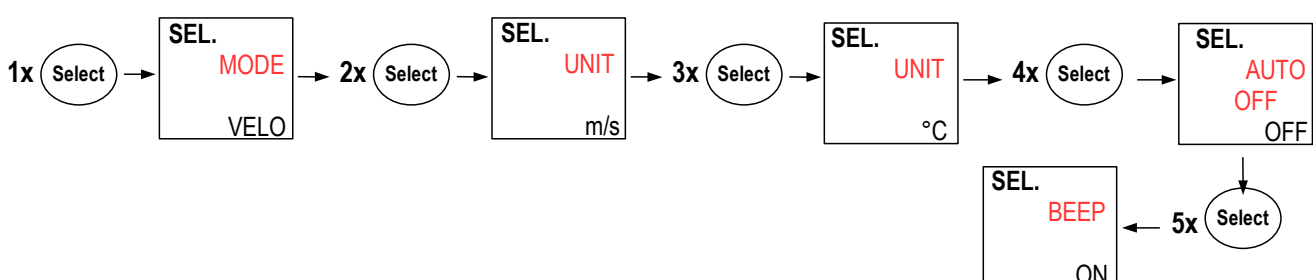 1x Select
SEL.
MODE
VELO
2x Select
SEL.
UNIT
m/s
3x Select
SEL.
UNIT
°C
4x Select
SEL.
AUTO
OFF
OFF
5x Select
SEL.
BEEP
ON